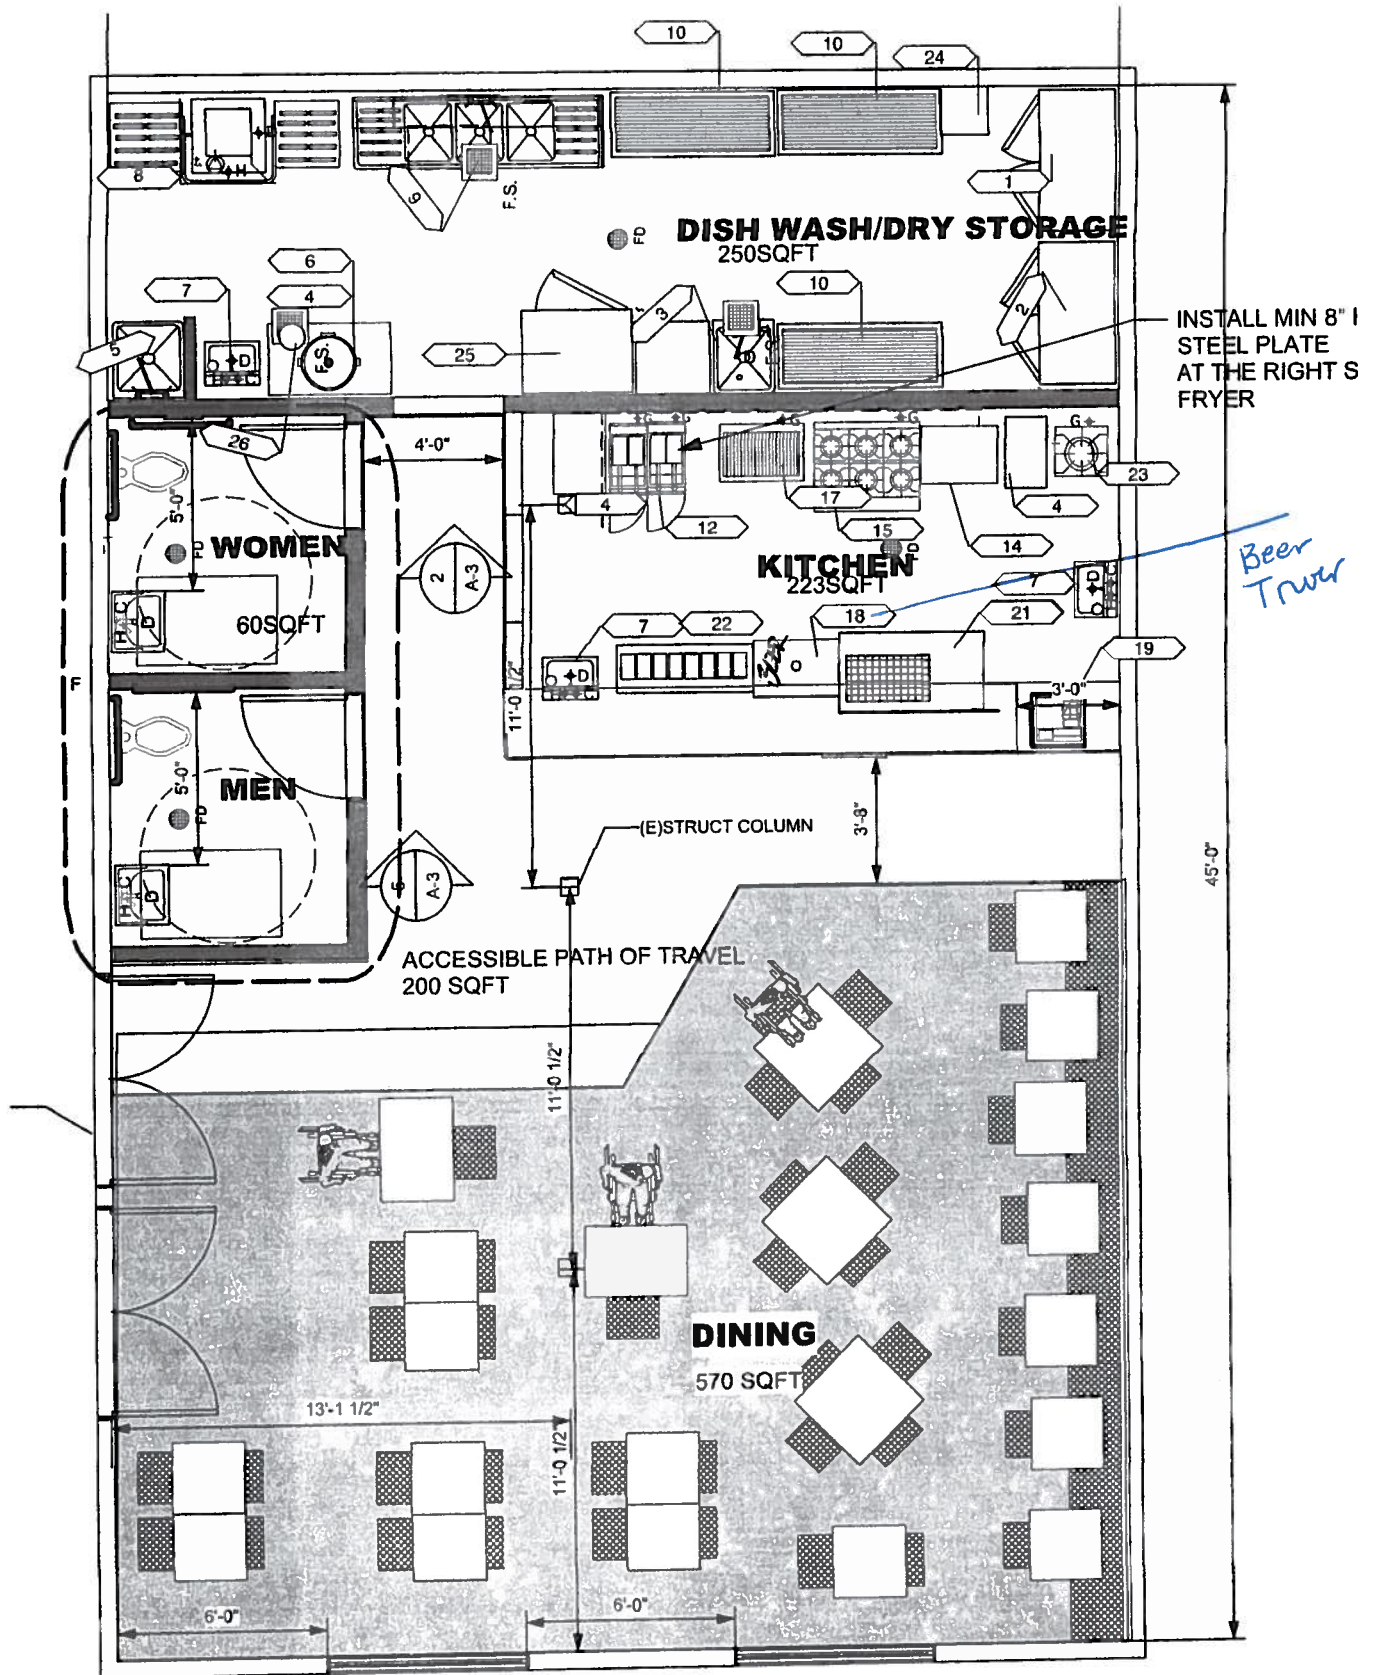 10
10
24
8
9
F.S.
1
FD
DISH WASH/DRY STORAGE
250SQFT
6
7
4
10
3
2
INSTALL MIN 8" H
STEEL PLATE
AT THE RIGHT S
FRYER
5
D
H C
F.S.
25
F.S.
26
4'-0"
G G G G G
23
5'-0"
4
17
4
12
15
14
FD
WOMEN
2
A-3
KITCHEN
FD
223SQFT
Beer
Tower
7
D
H C
D
60SQFT
7
22
18
21
19
D
F
11'-0 1/2"
3'-0"
5'-0"
MEN
FD
(E)STRUCT COLUMN
3'-8"
45'-0"
H C
D
5
A-3
ACCESSIBLE PATH OF TRAVEL
200 SQFT
11'-0 1/2"
DINING
570 SQFT
13'-1 1/2"
11'-0 1/2"
6'-0"
6'-0"